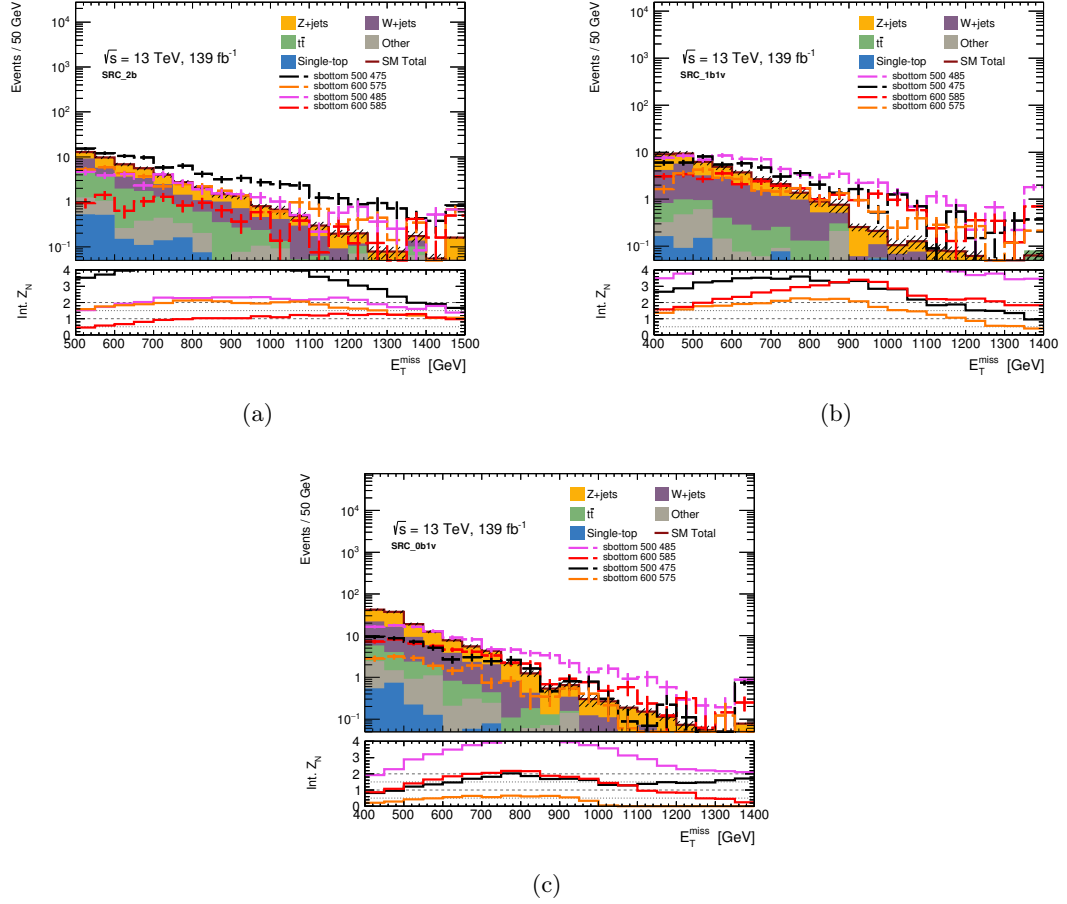 Events / 50 GeV
10⁴
10³
10²
10
1
10⁻¹
√s = 13 TeV, 139 fb⁻¹
SRC_2b
Z+jets W+jets
tt̄ Other
Single-top SM Total
sbottom 500 475
sbottom 600 575
sbottom 500 485
sbottom 600 585
Int. Z_N
4
3
2
1
0
500 600 700 800 900 1000 1100 1200 1300 1400 1500
E_T^miss [GeV]
(a)
Events / 50 GeV
10⁴
10³
10²
10
1
10⁻¹
√s = 13 TeV, 139 fb⁻¹
SRC_1b1v
Z+jets W+jets
tt̄ Other
Single-top SM Total
sbottom 500 485
sbottom 500 475
sbottom 600 585
sbottom 600 575
Int. Z_N
4
3
2
1
0
400 500 600 700 800 900 1000 1100 1200 1300 1400
E_T^miss [GeV]
(b)
Events / 50 GeV
10⁴
10³
10²
10
1
10⁻¹
√s = 13 TeV, 139 fb⁻¹
SRC_0b1v
Z+jets W+jets
tt̄ Other
Single-top SM Total
sbottom 500 485
sbottom 600 585
sbottom 500 475
sbottom 600 575
Int. Z_N
4
3
2
1
0
400 500 600 700 800 900 1000 1100 1200 1300 1400
E_T^miss [GeV]
(c)